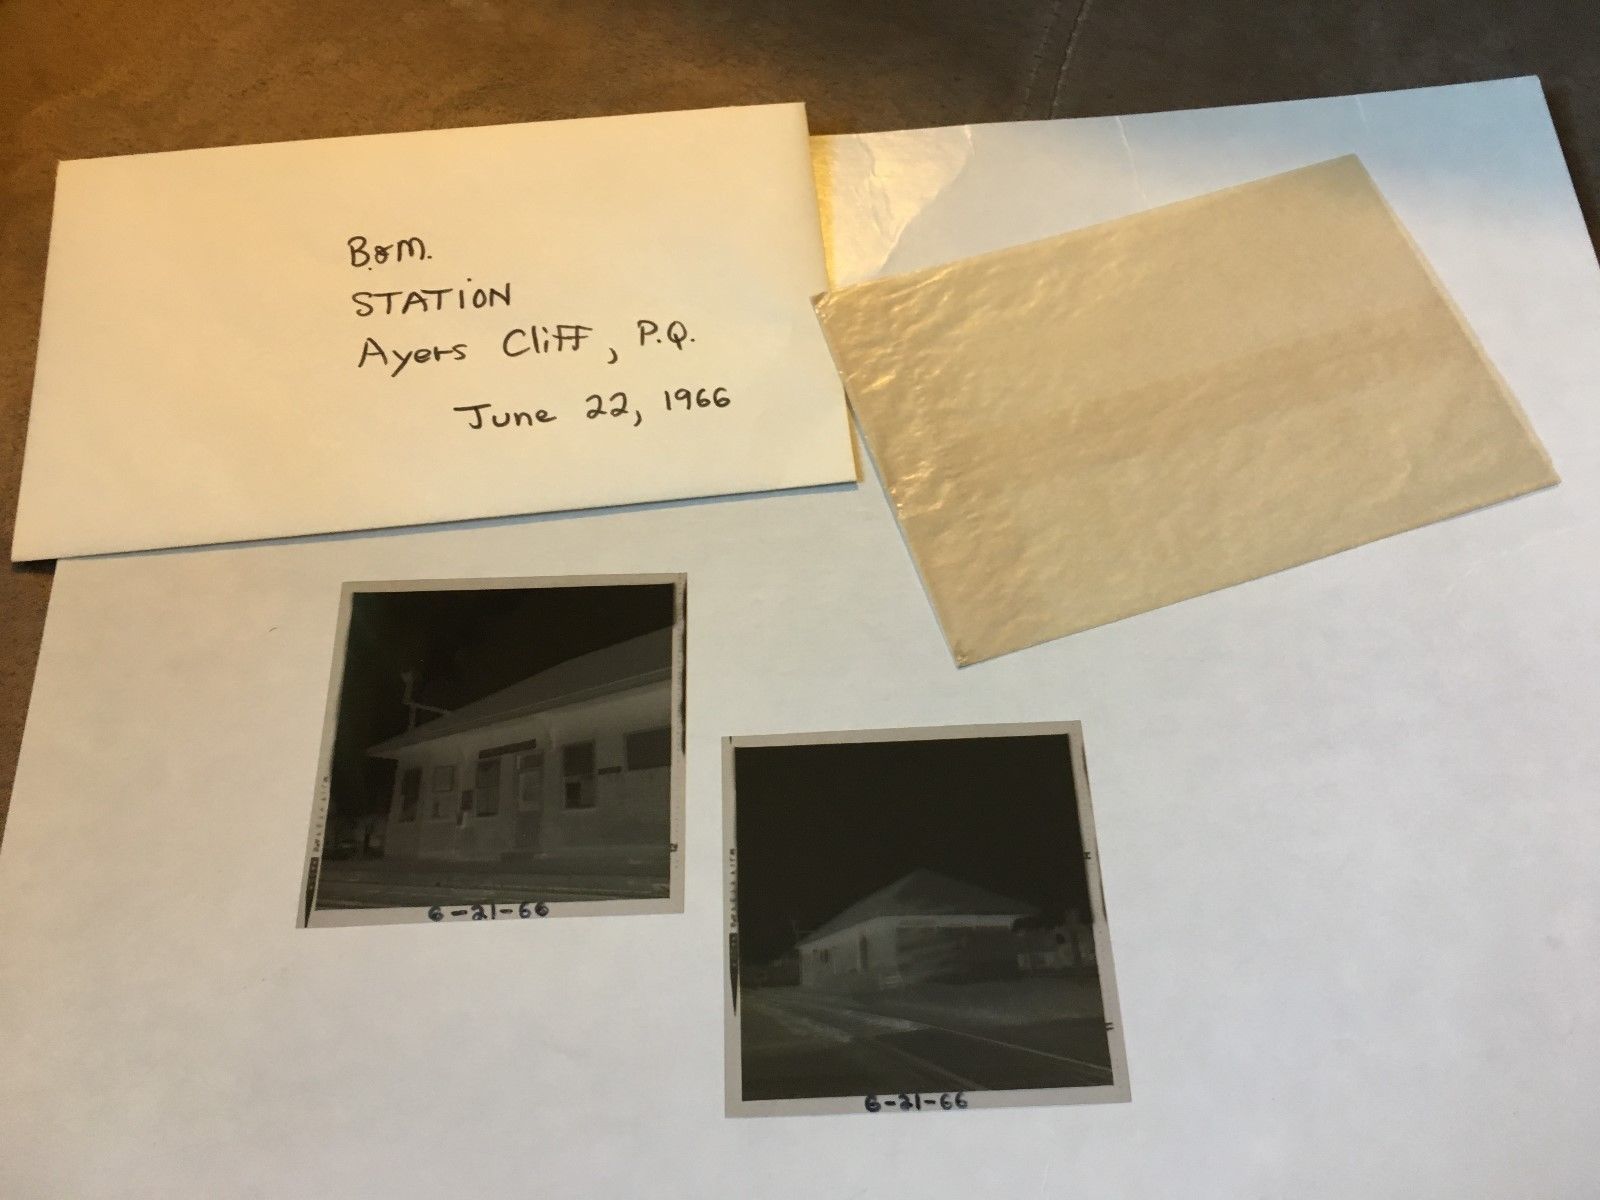 B.&M.
STATION
Ayers Cliff, P.Q.
June 22, 1966
6-21-66
6-21-66